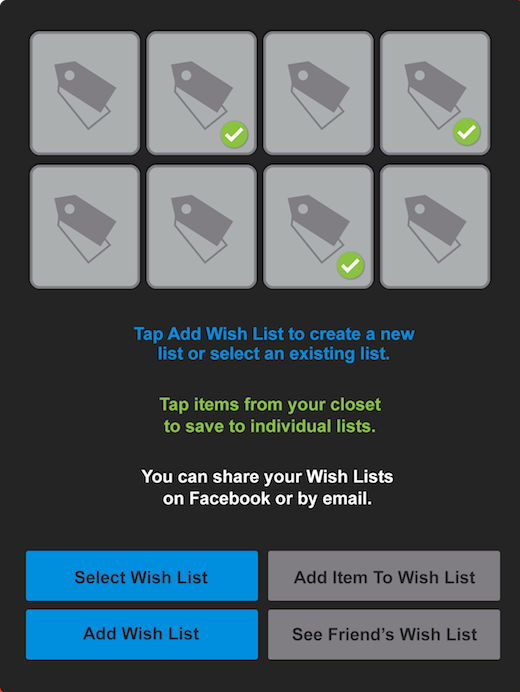 Tap Add Wish List to create a new
list or select an existing list.
Tap items from your closet
to save to individual lists.
You can share your Wish Lists
on Facebook or by email.
Select Wish List
Add Item To Wish List
Add Wish List
See Friend’s Wish List